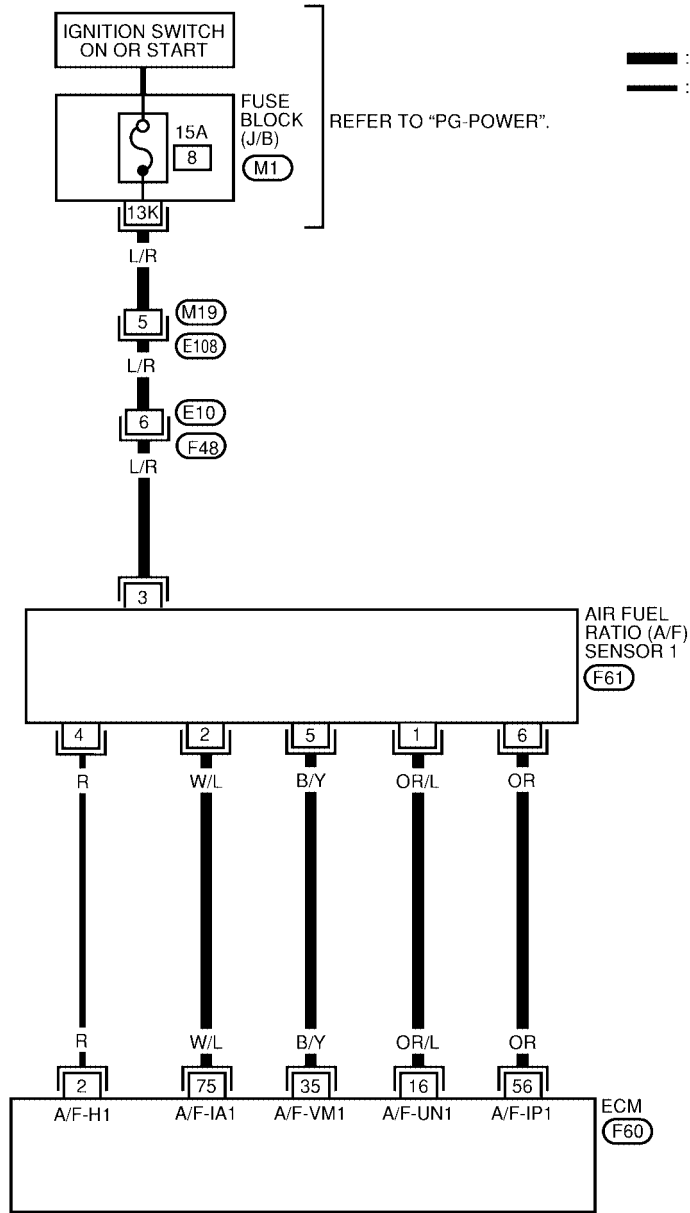 IGNITION SWITCH
ON OR START
:
:
FUSE
BLOCK
(J/B)
15A
8
M1
REFER TO “PG-POWER”.
13K
L/R
5
M19
E108
L/R
6
E10
F48
L/R
3
AIR FUEL
RATIO (A/F)
SENSOR 1
F61
4 2 5 1 6
R W/L B/Y OR/L OR
R W/L B/Y OR/L OR
2 75 35 16 56
A/F-H1 A/F-IA1 A/F-VM1 A/F-UN1 A/F-IP1
ECM
F60